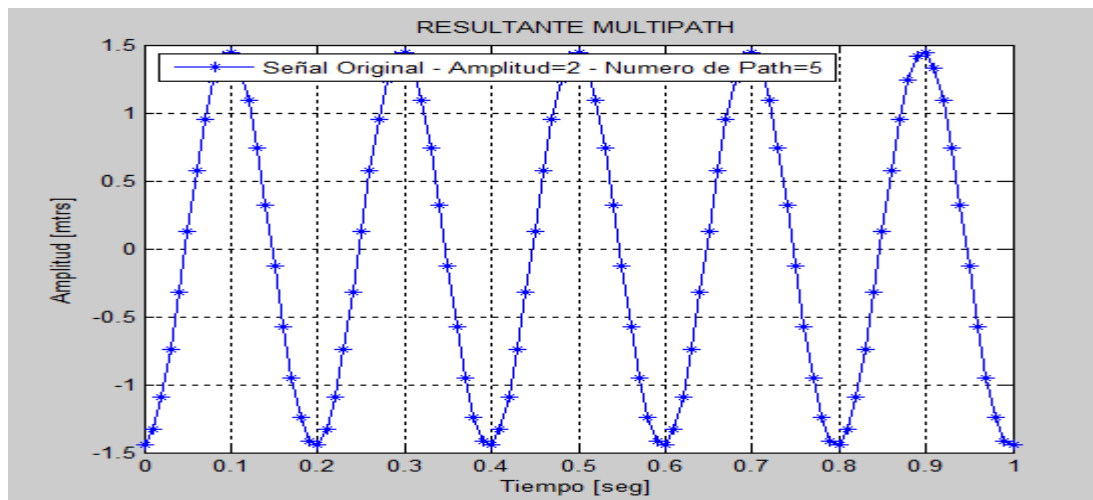 RESULTANTE MULTIPATH
1.5
Señal Original - Amplitud=2 - Numero de Path=5
1
0.5
0
-0.5
-1
-1.5
Amplitud [mtrs]
0 0.1 0.2 0.3 0.4 0.5 0.6 0.7 0.8 0.9 1
Tiempo [seg]